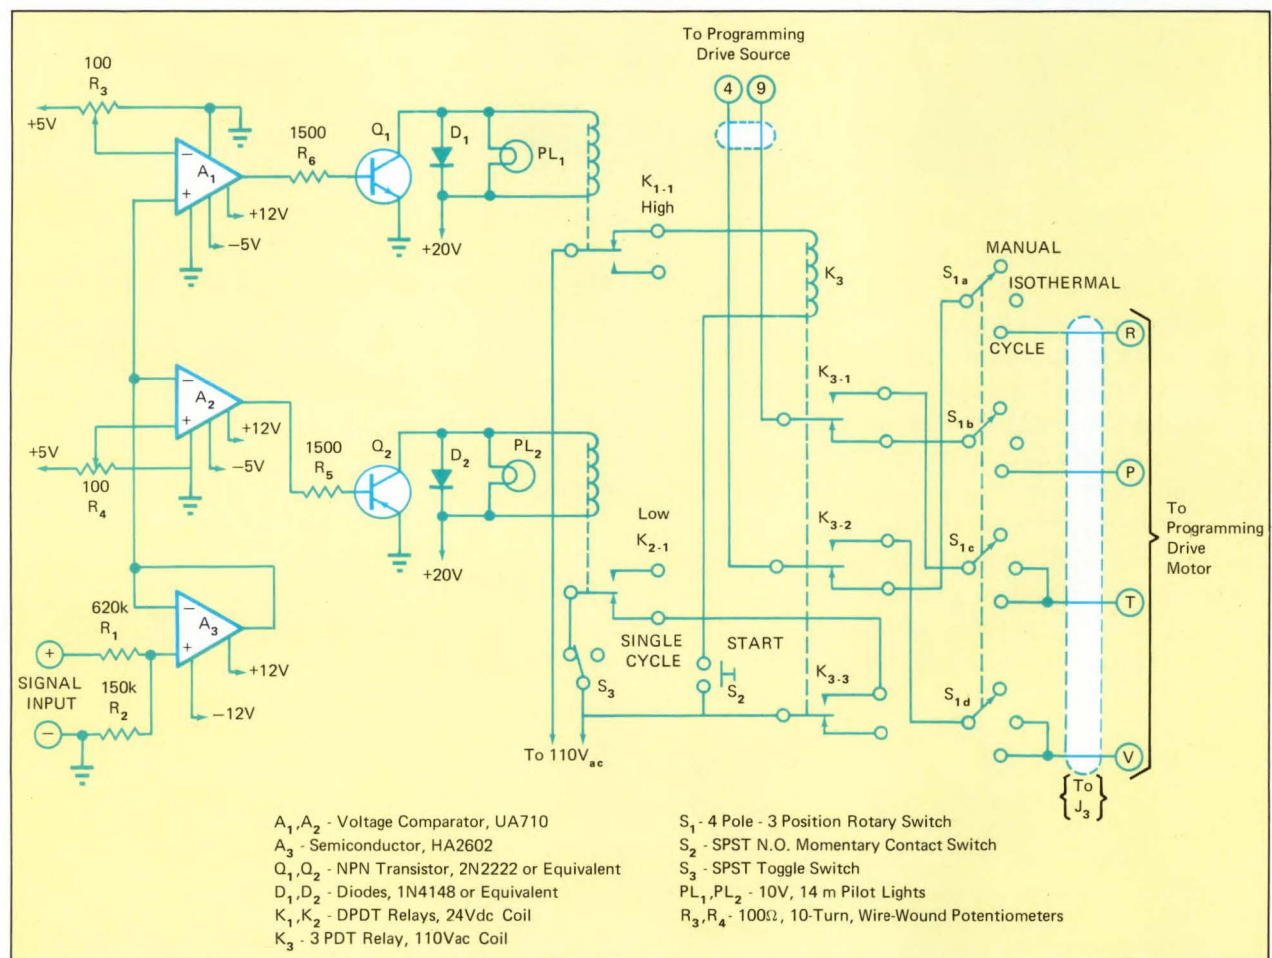 To Programming
Drive Source
4 9
100
R3
+5V
A1
+12V
−5V
1500
R6
Q1
D1
PL1
+20V
K1-1
High
K3
MANUAL
S1a
ISOTHERMAL
CYCLE
R
A2
+12V
−5V
+5V
100
R4
1500
R5
Q2
D2
PL2
+20V
Low
K2-1
K3-1
S1b
P
K3-2
S1c
T
To
Programming
Drive
Motor
620k
R1
A3
+12V
−12V
+
SIGNAL
INPUT
−
150k
R2
SINGLE
CYCLE
S3
START
S2
K3-3
S1d
V
To 110Vac
To
J3
A1,A2 - Voltage Comparator, UA710
A3 - Semiconductor, HA2602
Q1,Q2 - NPN Transistor, 2N2222 or Equivalent
D1,D2 - Diodes, 1N4148 or Equivalent
K1,K2 - DPDT Relays, 24Vdc Coil
K3 - 3 PDT Relay, 110Vac Coil
S1 - 4 Pole - 3 Position Rotary Switch
S2 - SPST N.O. Momentary Contact Switch
S3 - SPST Toggle Switch
PL1,PL2 - 10V, 14 m Pilot Lights
R3,R4 - 100Ω, 10-Turn, Wire-Wound Potentiometers